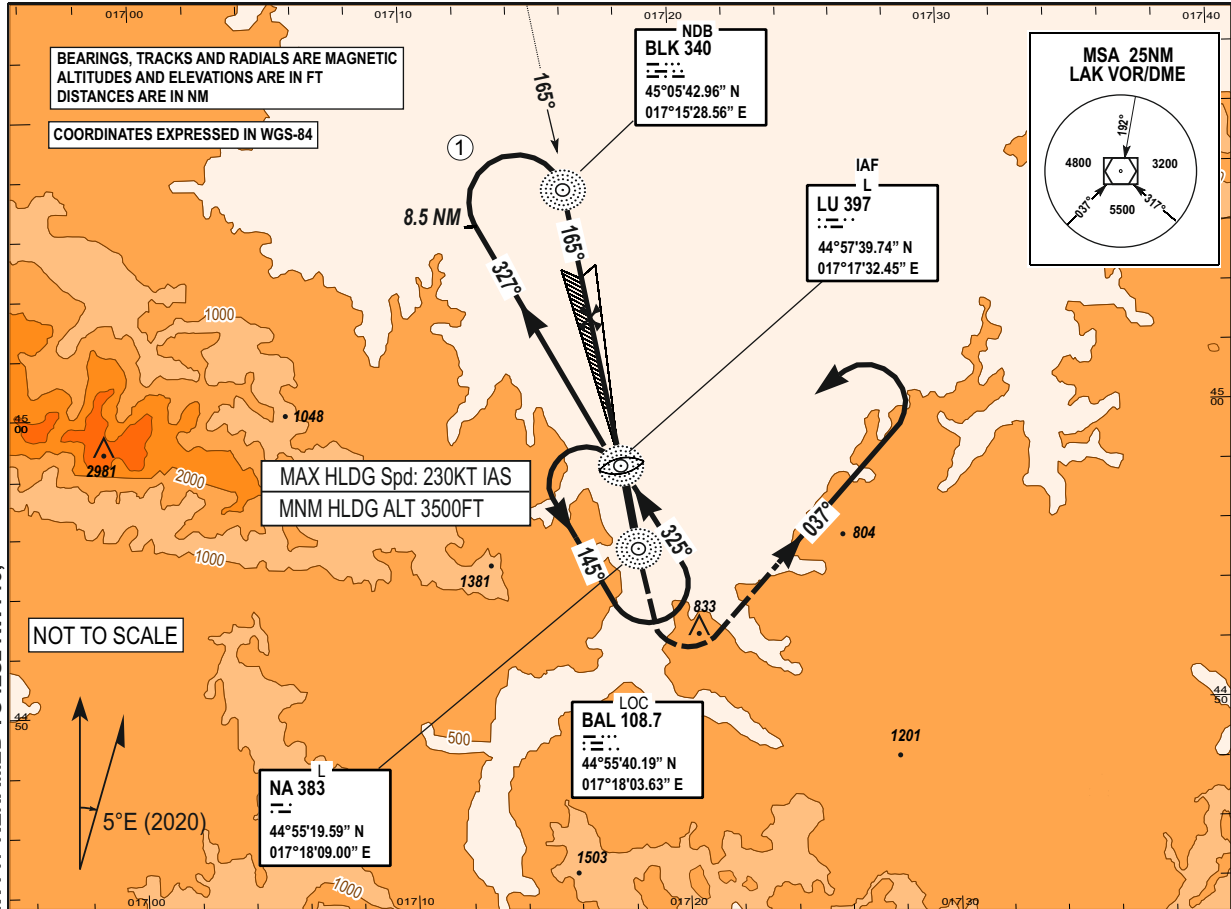 017 00
017 10
017 20
017 30
017 40
BEARINGS, TRACKS AND RADIALS ARE MAGNETIC
ALTITUDES AND ELEVATIONS ARE IN FT
DISTANCES ARE IN NM
COORDINATES EXPRESSED IN WGS-84
NDB
BLK 340
45°05'42.96” N
017°15'28.56” E
MSA 25NM
LAK VOR/DME
192°
4800
3200
037°
5500
317°
165°
1
IAF
L
LU 397
44°57'39.74” N
017°17'32.45” E
8.5 NM
165°
327°
1000
1048
45
00
45
00
2981
2000
MAX HLDG Spd: 230KT IAS
MNM HLDG ALT 3500FT
325°
037°
804
1000
1381
145°
833
NOT TO SCALE
44
50
44
50
500
LOC
BAL 108.7
44°55'40.19” N
017°18'03.63” E
1201
L
NA 383
44°55'19.59” N
017°18'09.00” E
5°E (2020)
1503
1000
017 00
017 10
017 20
017 30